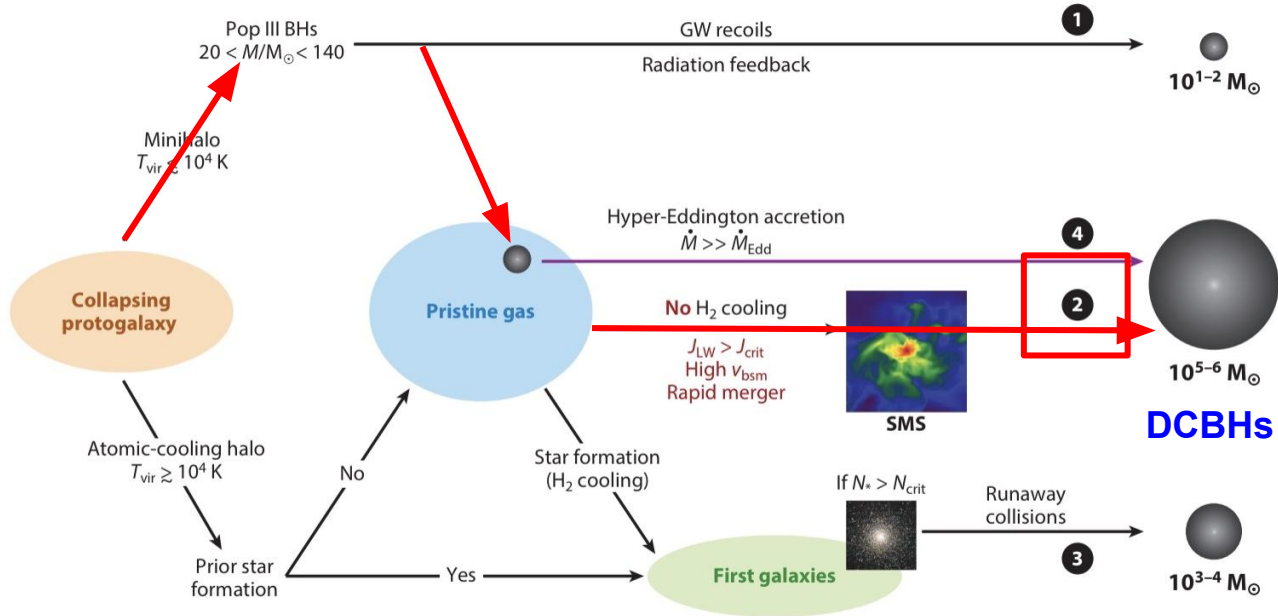 Pop III BHs
20 < M/M☉ < 140
GW recoils
Radiation feedback
1
10¹⁻² M☉
Minihalo
T_vir ≲ 10⁴ K
Hyper-Eddington accretion
Ṁ >> Ṁ_Edd
4
Collapsing
protogalaxy
Pristine gas
No H₂ cooling
2
J_LW > J_crit
High v_bsm
Rapid merger
SMS
10⁵⁻⁶ M☉
DCBHs
Atomic-cooling halo
T_vir ≳ 10⁴ K
No
Star formation
(H₂ cooling)
If N* > N_crit
Runaway
collisions
3
10³⁻⁴ M☉
Prior star
formation
Yes
First galaxies